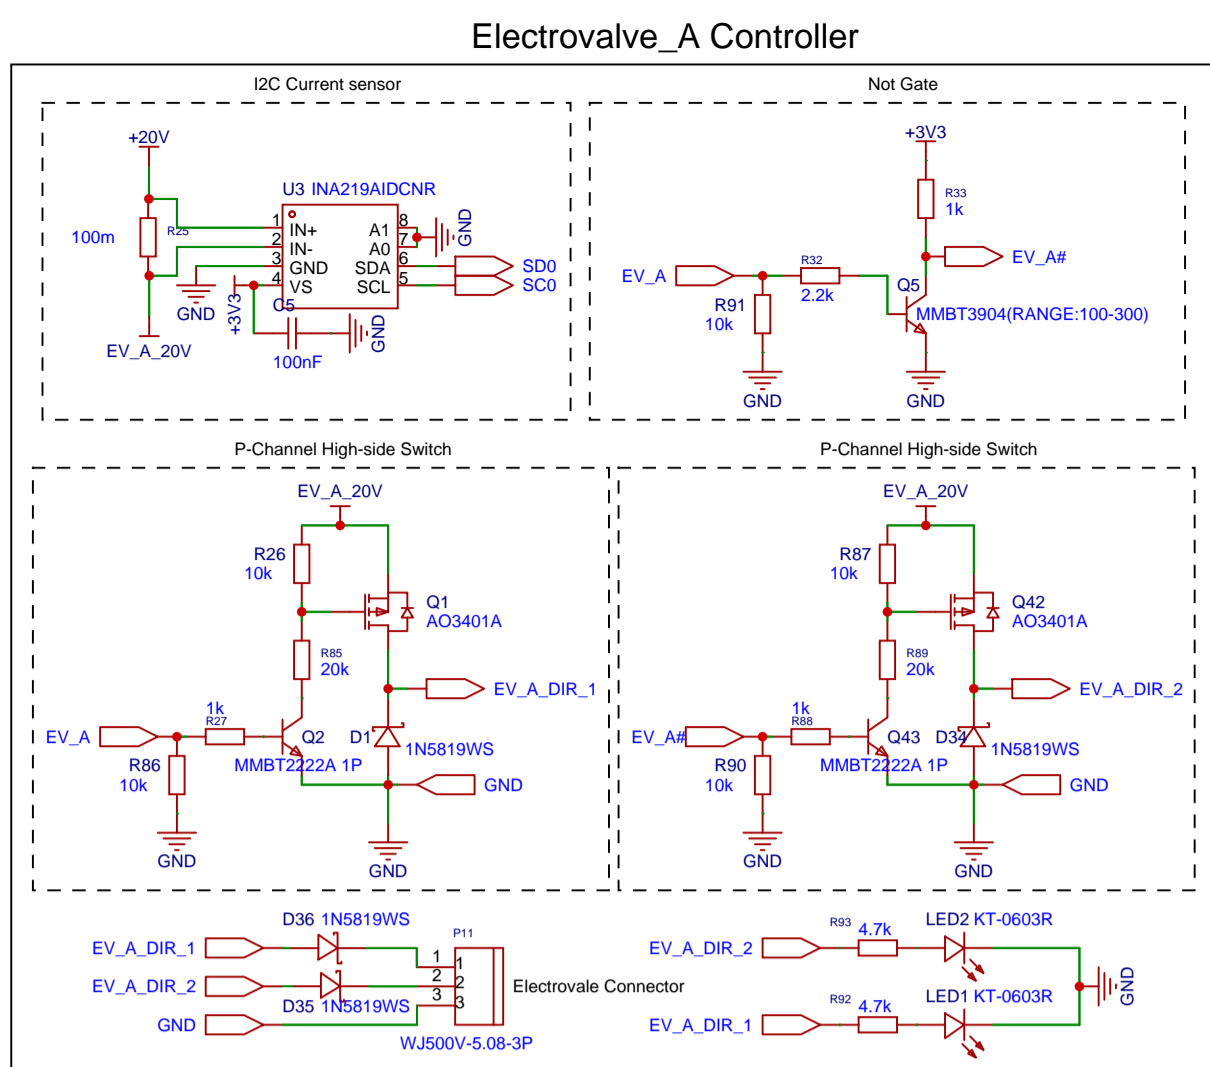 Electrovalve_A Controller
I2C Current sensor
+20V
100m
R25
EV_A_20V
U3 INA219AIDCNR
1 IN+
2 IN-
3 GND
4 VS
A1 8
A0 7
SDA 6
SCL 5
GND
SD0
SC0
GND
+3V3
C5
100nF
GND
Not Gate
+3V3
R33
1k
EV_A#
EV_A
R32
2.2k
R91
10k
GND
Q5
MMBT3904(RANGE:100-300)
GND
P-Channel High-side Switch
EV_A_20V
R26
10k
Q1
AO3401A
R85
20k
EV_A_DIR_1
EV_A
1k
R27
R86
10k
GND
Q2
MMBT2222A 1P
D1
1N5819WS
GND
GND
P-Channel High-side Switch
EV_A_20V
R87
10k
Q42
AO3401A
R89
20k
EV_A_DIR_2
EV_A#
1k
R88
R90
10k
GND
Q43
MMBT2222A 1P
D34
1N5819WS
GND
GND
D36 1N5819WS
EV_A_DIR_1
EV_A_DIR_2
D35 1N5819WS
GND
P11
1 1
2 2
3 3
WJ500V-5.08-3P
Electrovale Connector
EV_A_DIR_2
R93
4.7k
LED2 KT-0603R
EV_A_DIR_1
R92
4.7k
LED1 KT-0603R
GND